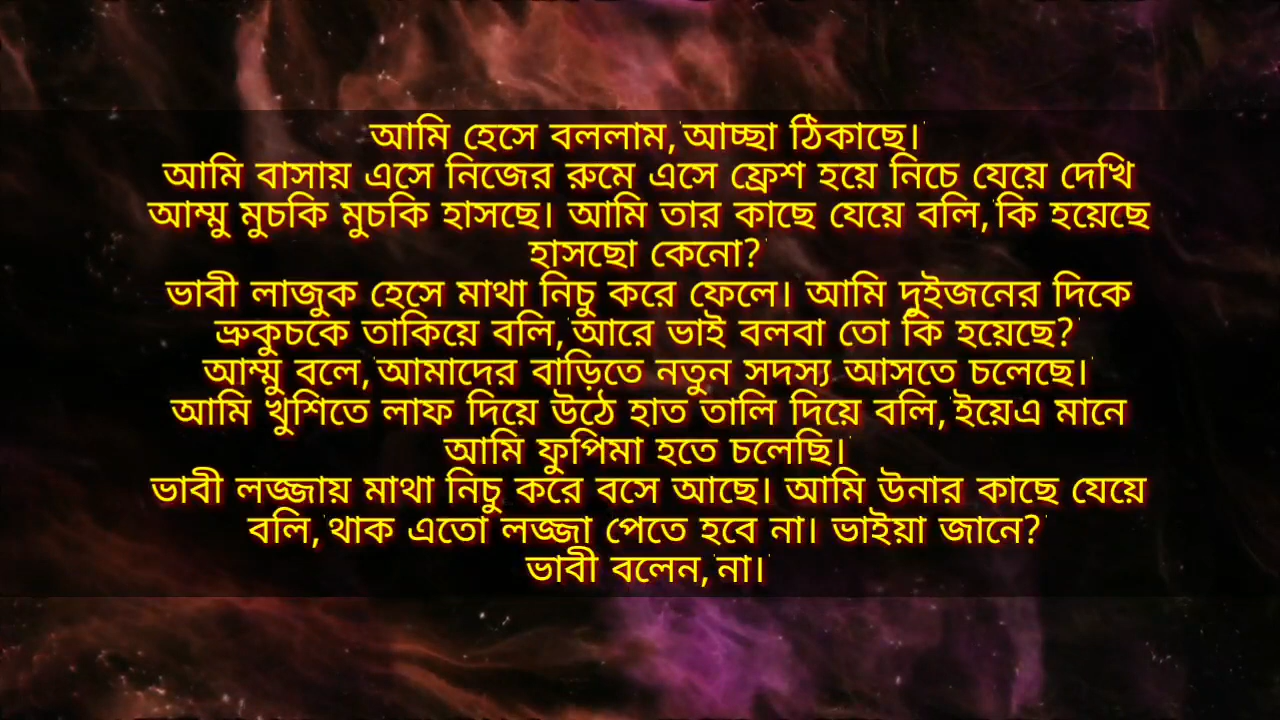 আমি হেসে বললাম, আচ্ছা ঠিকাছে।
আমি বাসায় এসে নিজের রুমে এসে ফ্রেশ হয়ে নিচে যেয়ে দেখি
আম্মু মুচকি মুচকি হাসছে। আমি তার কাছে যেয়ে বলি, কি হয়েছে
হাসছো কেনো?
ভাবী লাজুক হেসে মাথা নিচু করে ফেলে। আমি দুইজনের দিকে
ভ্রুকুচকে তাকিয়ে বলি, আরে ভাই বলবা তো কি হয়েছে?
আম্মু বলে, আমাদের বাড়িতে নতুন সদস্য আসতে চলেছে।
আমি খুশিতে লাফ দিয়ে উঠে হাত তালি দিয়ে বলি, ইয়েএ মানে
আমি ফুপিমা হতে চলেছি।
ভাবী লজ্জায় মাথা নিচু করে বসে আছে। আমি উনার কাছে যেয়ে
বলি, থাক এতো লজ্জা পেতে হবে না। ভাইয়া জানে?
ভাবী বলেন, না।